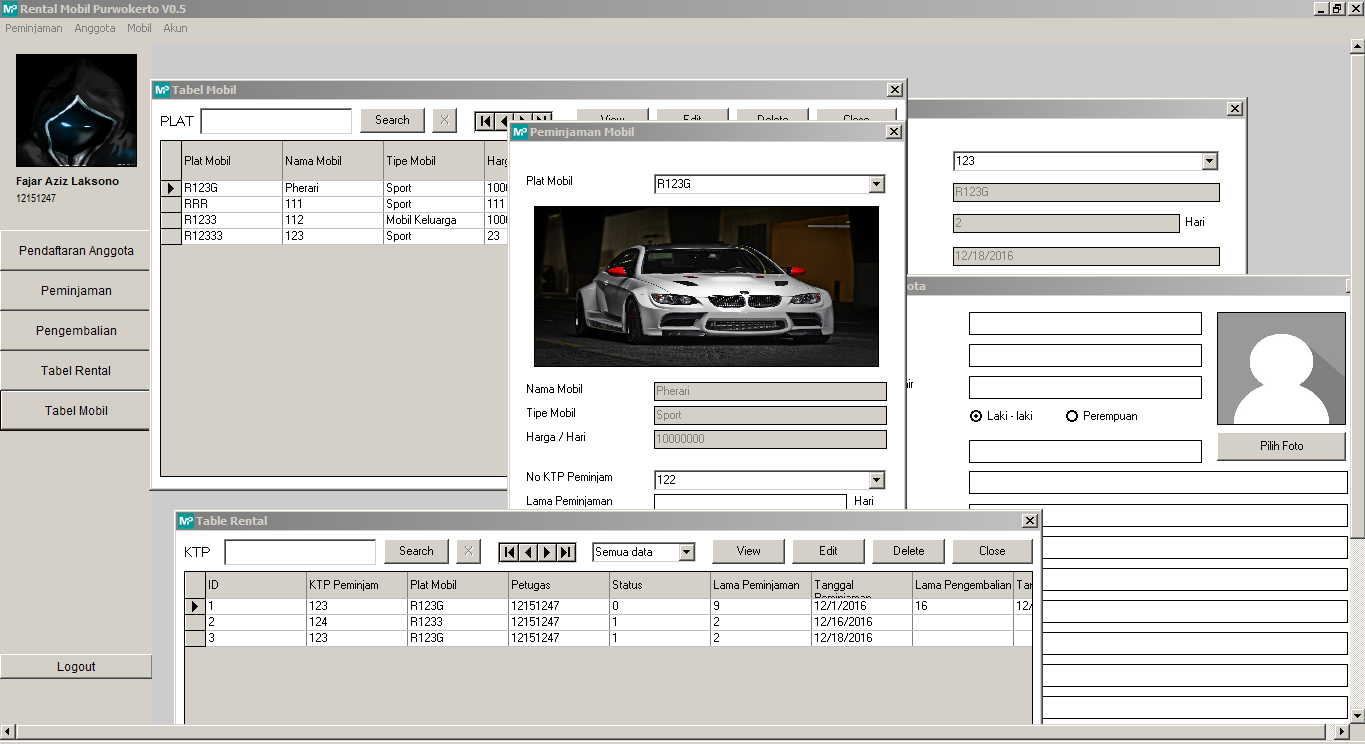 MP Rental Mobil Purwokerto V0.5
Peminjaman Anggota Mobil Akun
Fajar Aziz Laksono
12151247
Pendaftaran Anggota
Peminjaman
Pengembalian
Tabel Rental
Tabel Mobil
Logout
MP Tabel Mobil
PLAT Search X View Edit Delete Close
Plat Mobil Nama Mobil Tipe Mobil Harg
R123G Pherari Sport 1000
RRR 111 Sport 111
R1233 112 Mobil Keluarga 1000
R12333 123 Sport 23
MP Peminjaman Mobil
Plat Mobil R123G
Nama Mobil Pherari
Tipe Mobil Sport
Harga / Hari 10000000
No KTP Peminjam 122
Lama Peminjaman Hari
123
R123G
2 Hari
12/18/2016
ota
ir
Laki - laki Perempuan
Pilih Foto
MP Table Rental
KTP Search X Semua data View Edit Delete Close
ID KTP Peminjam Plat Mobil Petugas Status Lama Peminjaman Tanggal Peminjaman Lama Pengembalian Tar
1 123 R123G 12151247 0 9 12/1/2016 16 12/
2 124 R1233 12151247 1 2 12/16/2016
3 123 R123G 12151247 1 2 12/18/2016